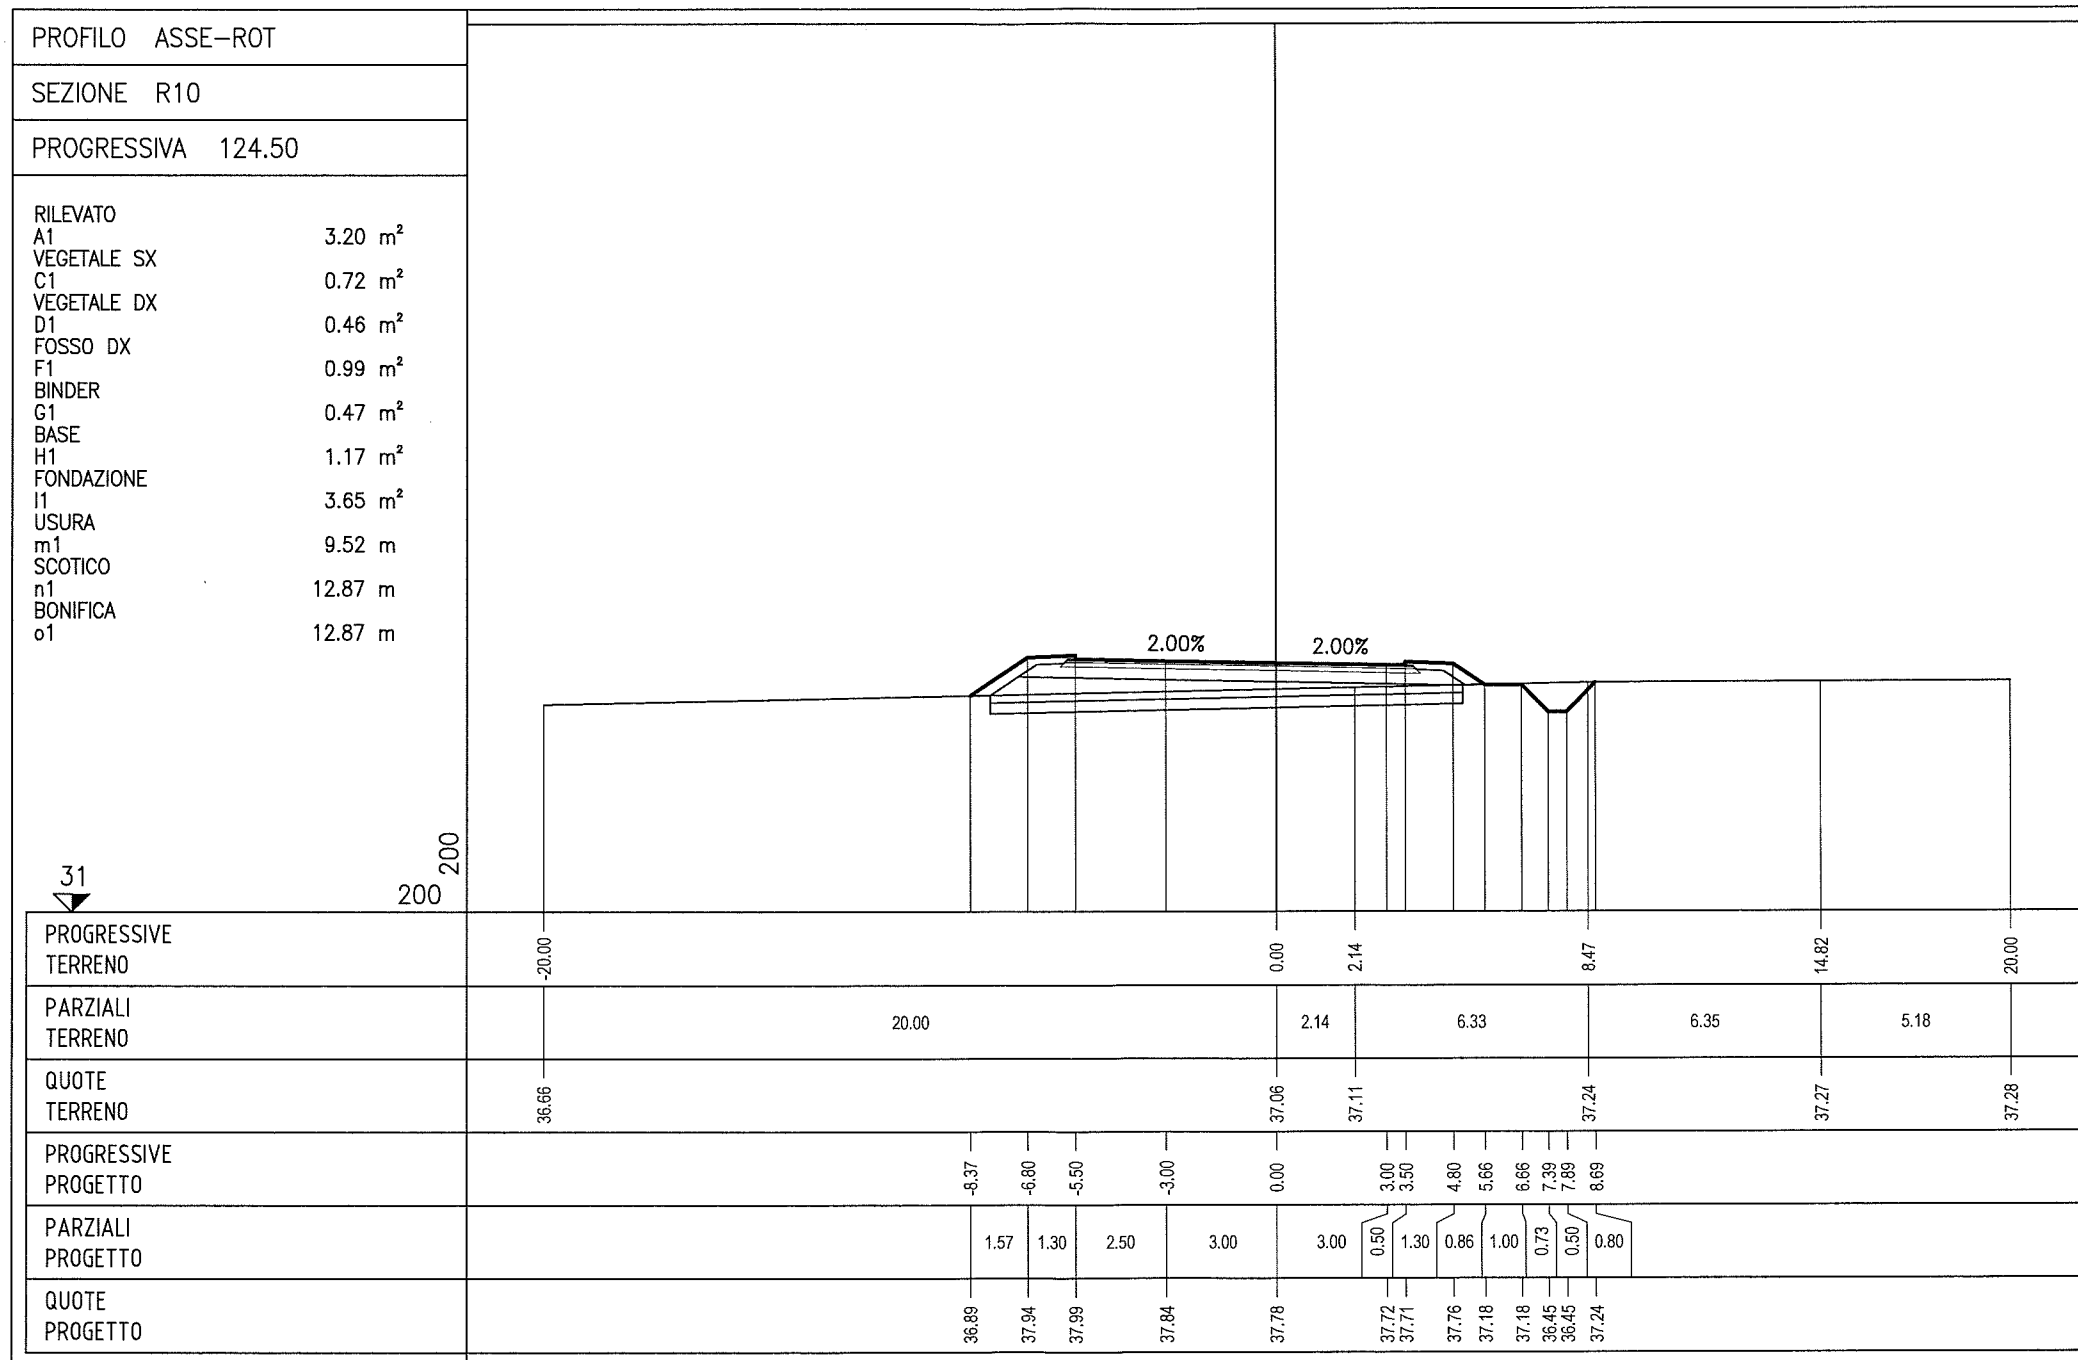 PROFILO ASSE-ROT
SEZIONE R10
PROGRESSIVA 124.50
RILEVATO
A1 3.20 m²
VEGETALE SX
C1 0.72 m²
VEGETALE DX
D1 0.46 m²
FOSSO DX
F1 0.99 m²
BINDER
G1 0.47 m²
BASE
H1 1.17 m²
FONDAZIONE
I1 3.65 m²
USURA
m1 9.52 m
SCOTICO
n1 12.87 m
BONIFICA
o1 12.87 m
2.00% 2.00%
31
200
200
PROGRESSIVE
TERRENO
-20.00 0.00 2.14 8.47 14.82 20.00
PARZIALI
TERRENO
20.00 2.14 6.33 6.35 5.18
QUOTE
TERRENO
36.66 37.06 37.11 37.24 37.27 37.28
PROGRESSIVE
PROGETTO
-8.37 -6.80 -5.50 -3.00 0.00 3.00 3.50 4.80 5.66 6.66 7.39 7.89 8.69
PARZIALI
PROGETTO
1.57 1.30 2.50 3.00 3.00 0.50 1.30 0.86 1.00 0.73 0.50 0.80
QUOTE
PROGETTO
36.89 37.94 37.99 37.84 37.78 37.72 37.71 37.76 37.18 37.18 36.45 36.45 37.24